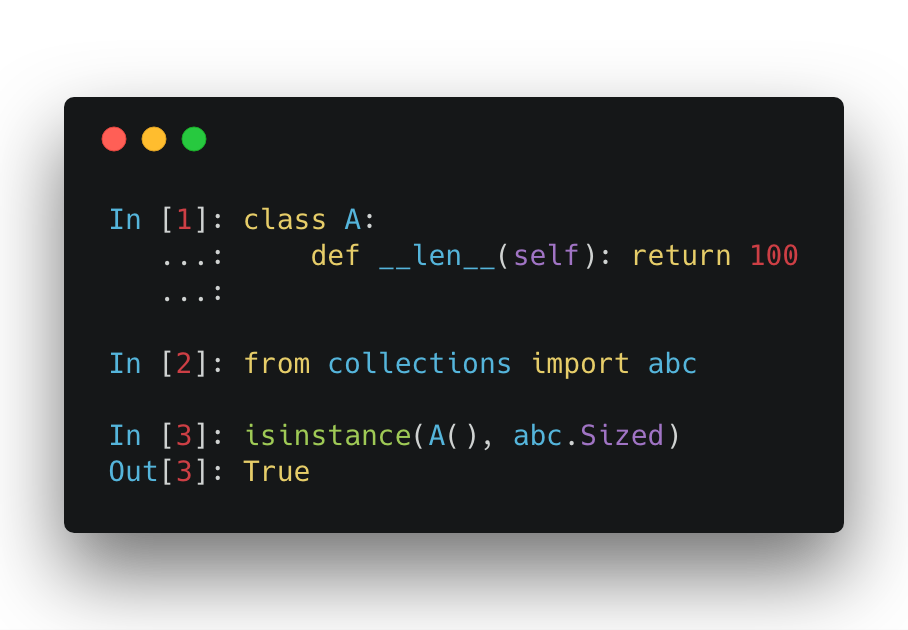 In [1]: class A:
   ...:     def __len__(self): return 100
   ...:
In [2]: from collections import abc
In [3]: isinstance(A(), abc.Sized)
Out[3]: True